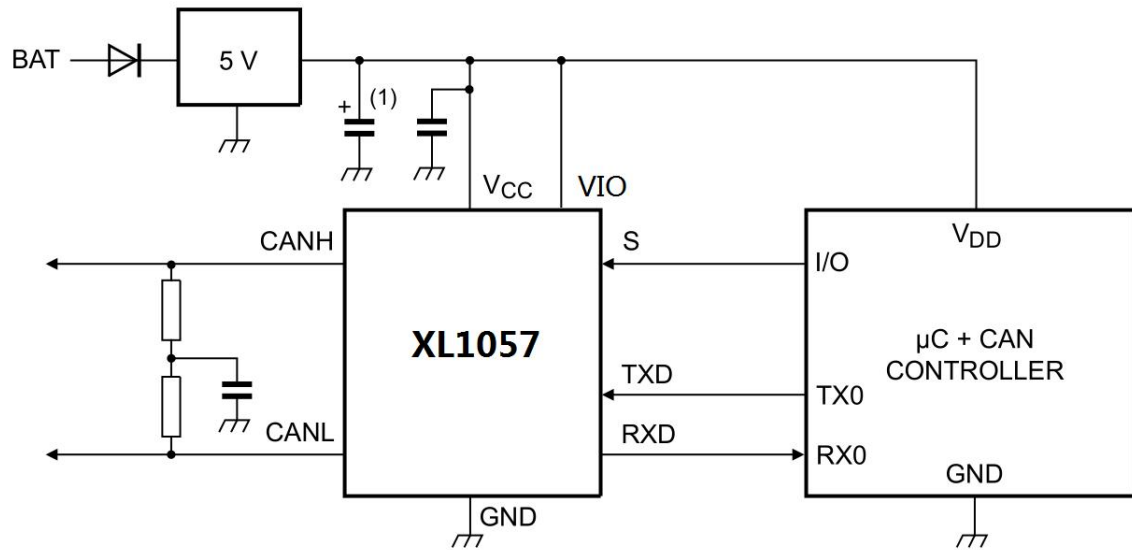 BAT
5 V
+
(1)
VCC
VIO
CANH
S
VDD
I/O
XL1057
µC + CAN
CONTROLLER
TXD
TX0
CANL
RXD
RX0
GND
GND